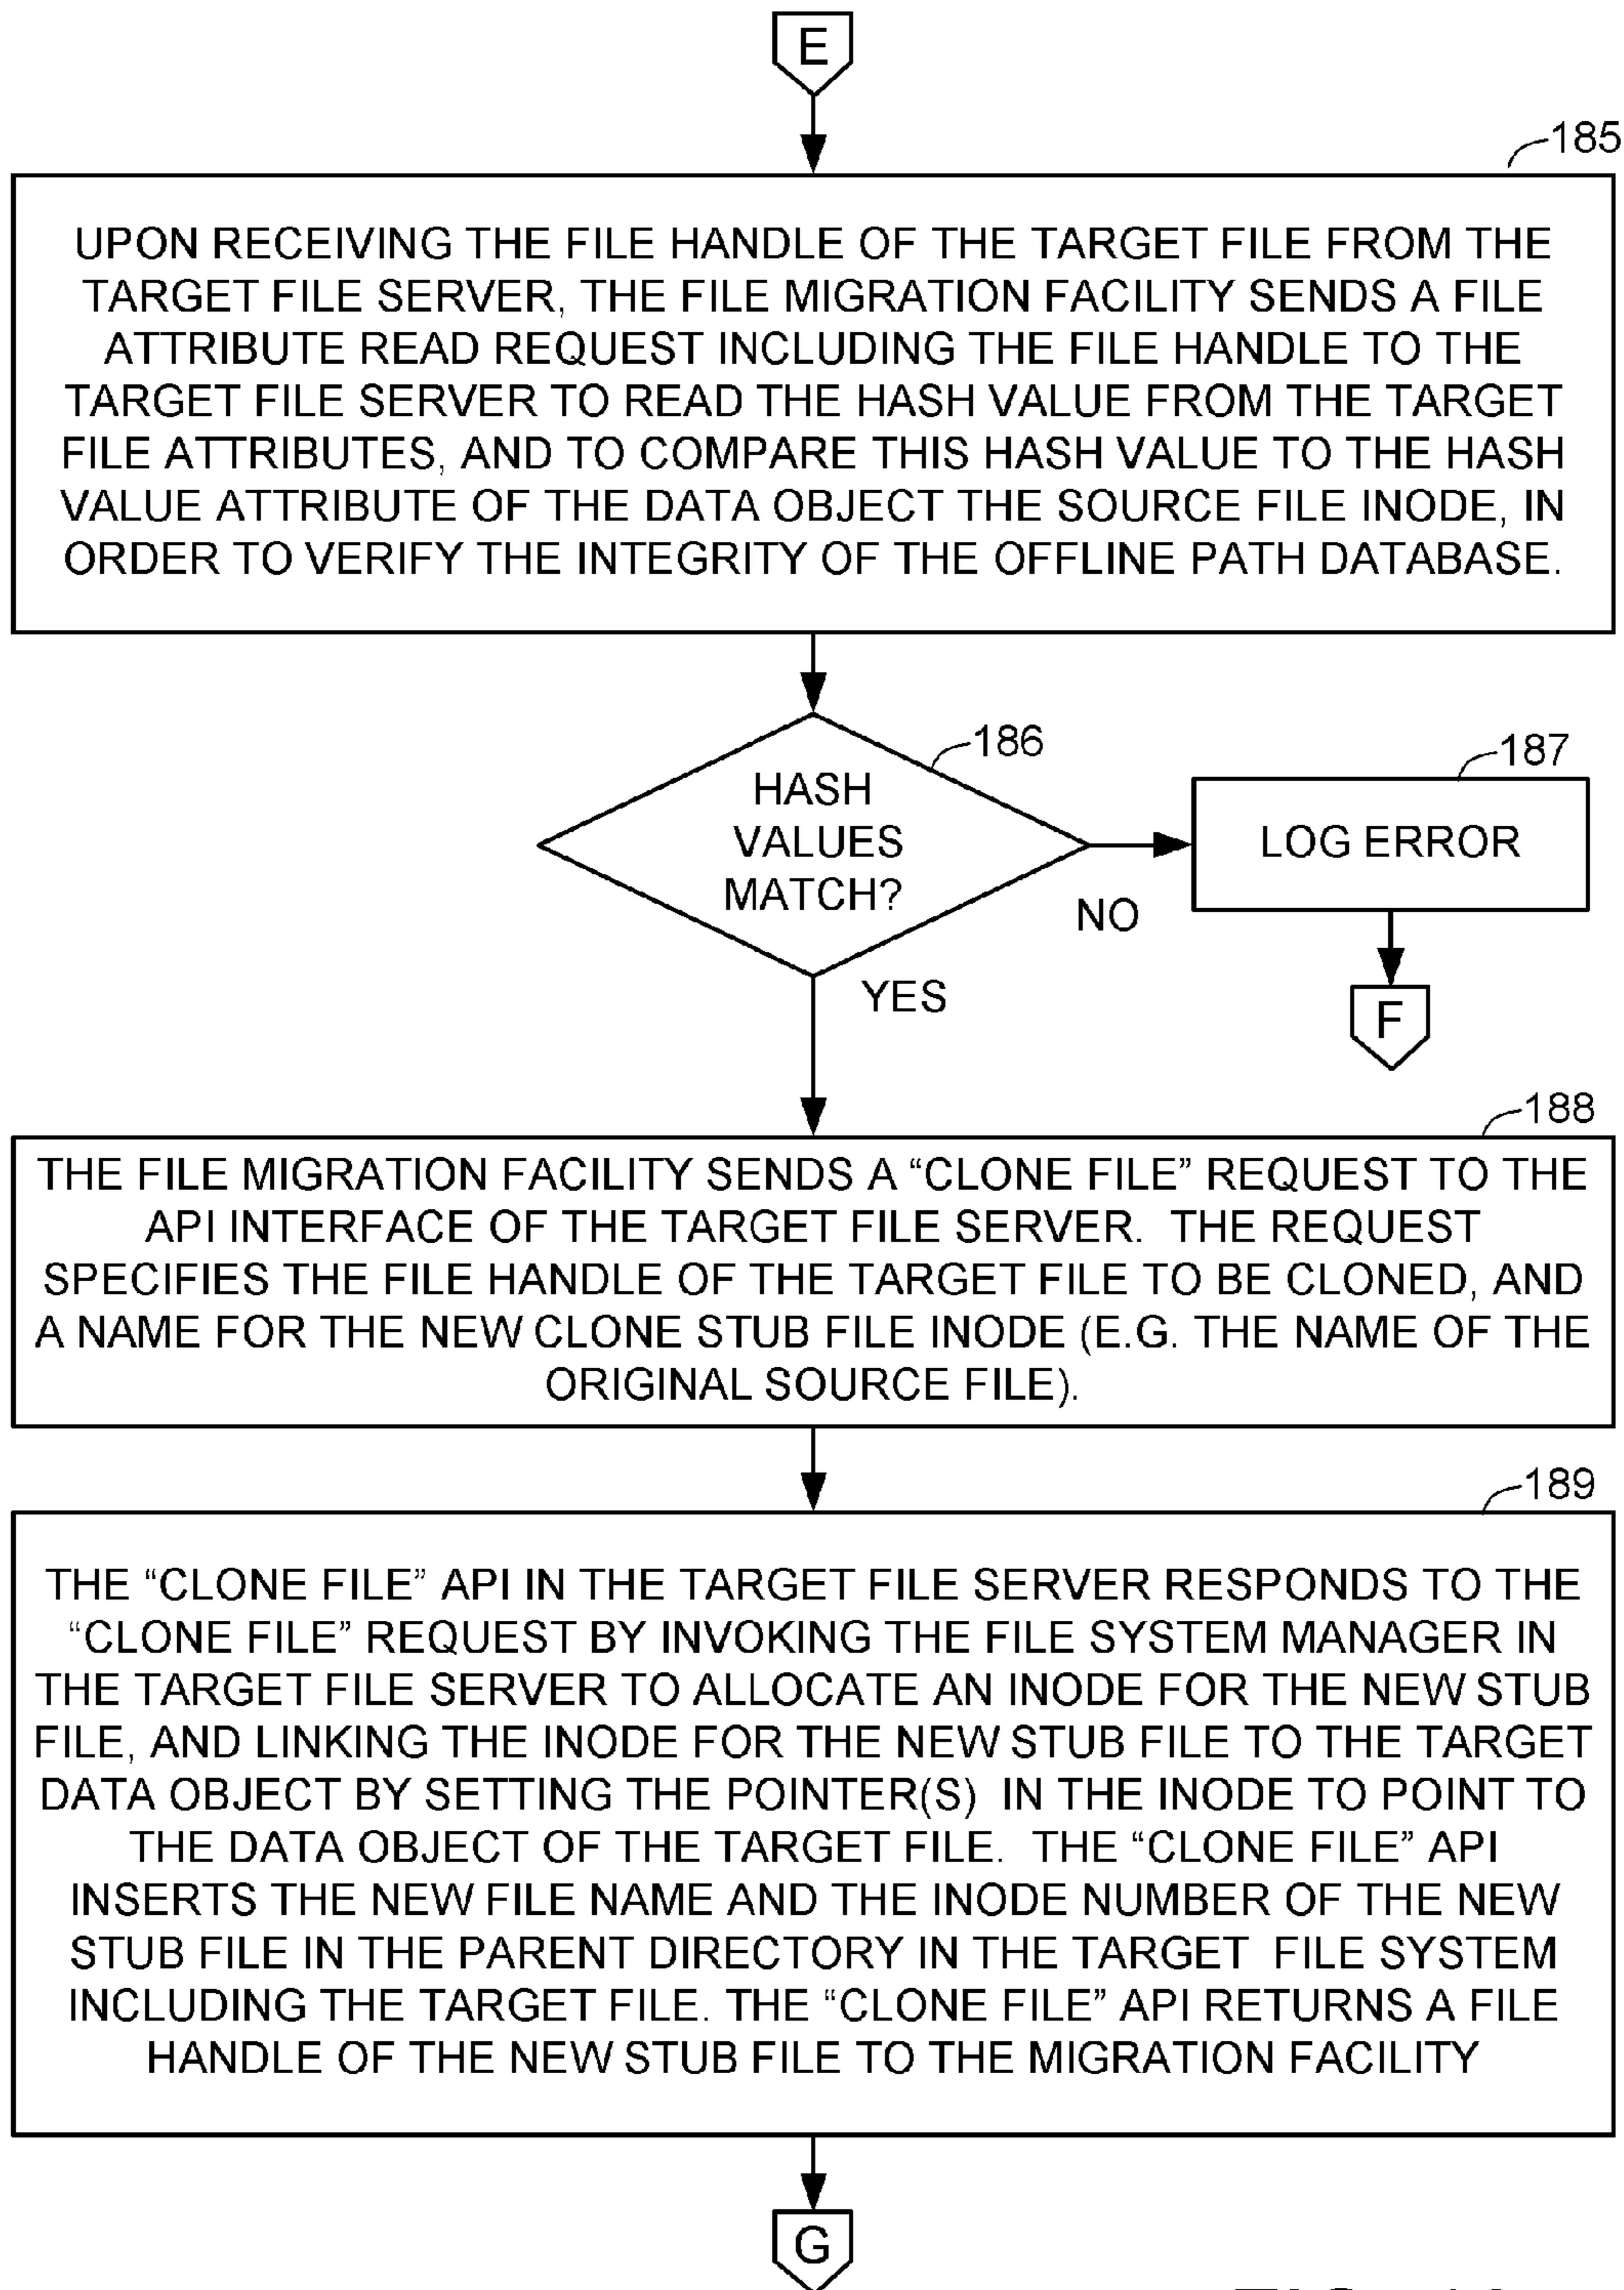 E
185
UPON RECEIVING THE FILE HANDLE OF THE TARGET FILE FROM THE
TARGET FILE SERVER, THE FILE MIGRATION FACILITY SENDS A FILE
ATTRIBUTE READ REQUEST INCLUDING THE FILE HANDLE TO THE
TARGET FILE SERVER TO READ THE HASH VALUE FROM THE TARGET
FILE ATTRIBUTES, AND TO COMPARE THIS HASH VALUE TO THE HASH
VALUE ATTRIBUTE OF THE DATA OBJECT THE SOURCE FILE INODE, IN
ORDER TO VERIFY THE INTEGRITY OF THE OFFLINE PATH DATABASE.
186
HASH
VALUES
MATCH?
NO
187
LOG ERROR
F
YES
188
THE FILE MIGRATION FACILITY SENDS A “CLONE FILE” REQUEST TO THE
API INTERFACE OF THE TARGET FILE SERVER. THE REQUEST
SPECIFIES THE FILE HANDLE OF THE TARGET FILE TO BE CLONED, AND
A NAME FOR THE NEW CLONE STUB FILE INODE (E.G. THE NAME OF THE
ORIGINAL SOURCE FILE).
189
THE “CLONE FILE” API IN THE TARGET FILE SERVER RESPONDS TO THE
“CLONE FILE” REQUEST BY INVOKING THE FILE SYSTEM MANAGER IN
THE TARGET FILE SERVER TO ALLOCATE AN INODE FOR THE NEW STUB
FILE, AND LINKING THE INODE FOR THE NEW STUB FILE TO THE TARGET
DATA OBJECT BY SETTING THE POINTER(S) IN THE INODE TO POINT TO
THE DATA OBJECT OF THE TARGET FILE. THE “CLONE FILE” API
INSERTS THE NEW FILE NAME AND THE INODE NUMBER OF THE NEW
STUB FILE IN THE PARENT DIRECTORY IN THE TARGET FILE SYSTEM
INCLUDING THE TARGET FILE. THE “CLONE FILE” API RETURNS A FILE
HANDLE OF THE NEW STUB FILE TO THE MIGRATION FACILITY
G